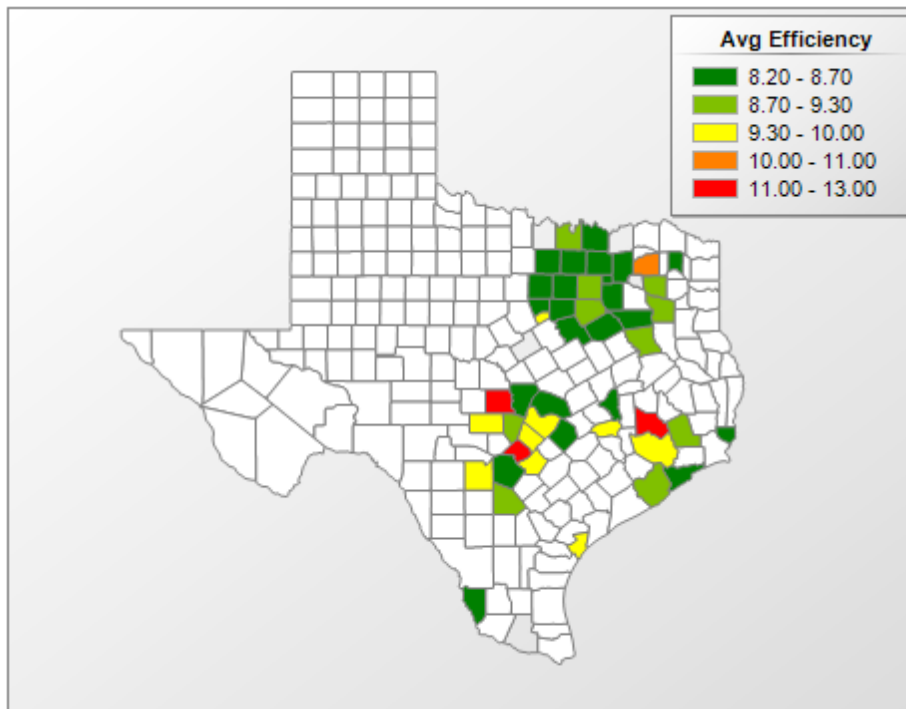 Avg Efficiency
8.20 - 8.70
8.70 - 9.30
9.30 - 10.00
10.00 - 11.00
11.00 - 13.00